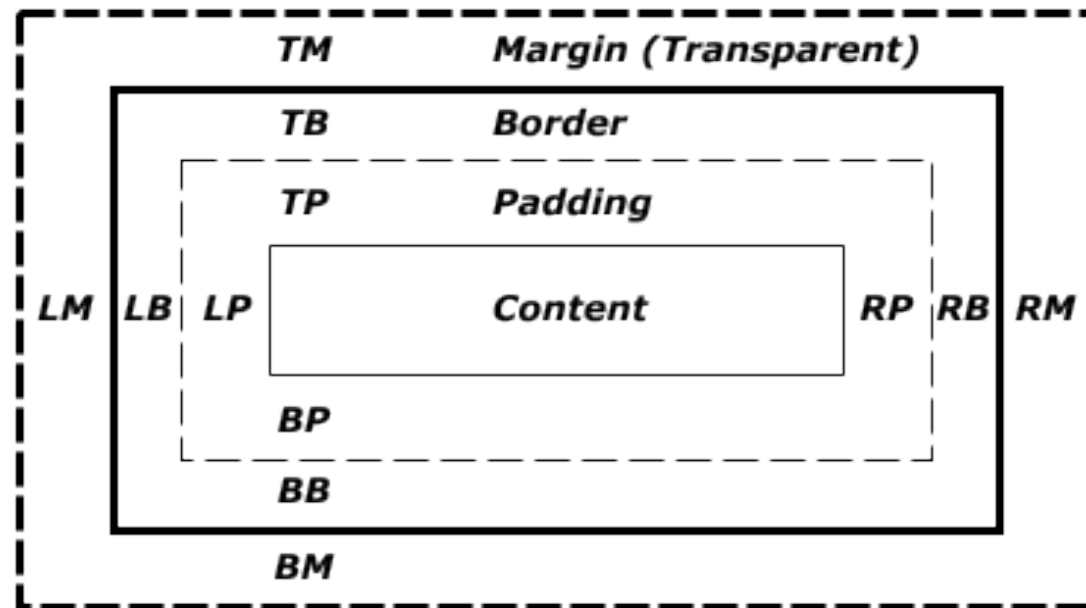 TM Margin (Transparent)
TB Border
TP Padding
LM LB LP Content RP RB RM
BP
BB
BM